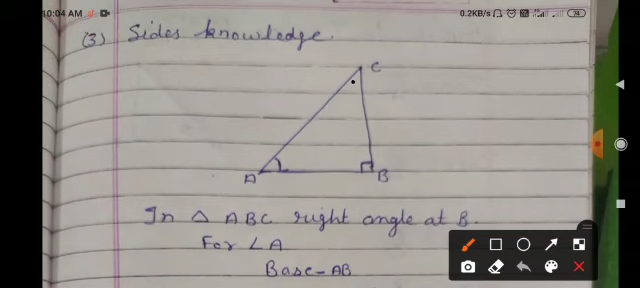 10:04 AM
0.2KB/s
74
(3) Sides knowledge.
C
A
B
In △ ABC right angle at B.
For ∠A
Base - AB